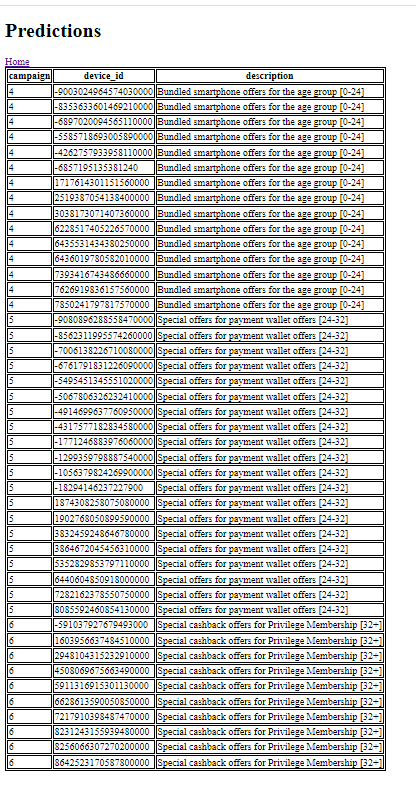 Predictions
Home
campaign device_id description
4 -9003024964574030000 Bundled smartphone offers for the age group [0-24]
4 -8353633601469210000 Bundled smartphone offers for the age group [0-24]
4 -6897020094565110000 Bundled smartphone offers for the age group [0-24]
4 -5585718693005890000 Bundled smartphone offers for the age group [0-24]
4 -4262757933958110000 Bundled smartphone offers for the age group [0-24]
4 -6857195135381240 Bundled smartphone offers for the age group [0-24]
4 1717614301151560000 Bundled smartphone offers for the age group [0-24]
4 2519387054138400000 Bundled smartphone offers for the age group [0-24]
4 3038173071407360000 Bundled smartphone offers for the age group [0-24]
4 6228517405226570000 Bundled smartphone offers for the age group [0-24]
4 6435531434380250000 Bundled smartphone offers for the age group [0-24]
4 6436019780582010000 Bundled smartphone offers for the age group [0-24]
4 7393416743486660000 Bundled smartphone offers for the age group [0-24]
4 7626919836157560000 Bundled smartphone offers for the age group [0-24]
4 7850241797817570000 Bundled smartphone offers for the age group [0-24]
5 -9080896288558470000 Special offers for payment wallet offers [24-32]
5 -8562311995574260000 Special offers for payment wallet offers [24-32]
5 -7006138226710080000 Special offers for payment wallet offers [24-32]
5 -6761791831226090000 Special offers for payment wallet offers [24-32]
5 -5495451345551020000 Special offers for payment wallet offers [24-32]
5 -5067806326232410000 Special offers for payment wallet offers [24-32]
5 -4914699637760950000 Special offers for payment wallet offers [24-32]
5 -4317577182834580000 Special offers for payment wallet offers [24-32]
5 -1771246883976060000 Special offers for payment wallet offers [24-32]
5 -1299359798887540000 Special offers for payment wallet offers [24-32]
5 -1056379824269900000 Special offers for payment wallet offers [24-32]
5 -18294146237227900 Special offers for payment wallet offers [24-32]
5 1874308258075080000 Special offers for payment wallet offers [24-32]
5 1902768050899590000 Special offers for payment wallet offers [24-32]
5 3832459248646780000 Special offers for payment wallet offers [24-32]
5 3864672045456310000 Special offers for payment wallet offers [24-32]
5 5352829853797110000 Special offers for payment wallet offers [24-32]
5 6440604850918000000 Special offers for payment wallet offers [24-32]
5 7282162378550750000 Special offers for payment wallet offers [24-32]
5 8085592460854130000 Special offers for payment wallet offers [24-32]
6 -591037927679493000 Special cashback offers for Privilege Membership [32+]
6 1603956637484510000 Special cashback offers for Privilege Membership [32+]
6 2948104315232910000 Special cashback offers for Privilege Membership [32+]
6 4508069675663490000 Special cashback offers for Privilege Membership [32+]
6 5911316915301130000 Special cashback offers for Privilege Membership [32+]
6 6628613590050850000 Special cashback offers for Privilege Membership [32+]
6 7217910398487470000 Special cashback offers for Privilege Membership [32+]
6 8231243155939480000 Special cashback offers for Privilege Membership [32+]
6 8256066307270200000 Special cashback offers for Privilege Membership [32+]
6 8642523170587800000 Special cashback offers for Privilege Membership [32+]